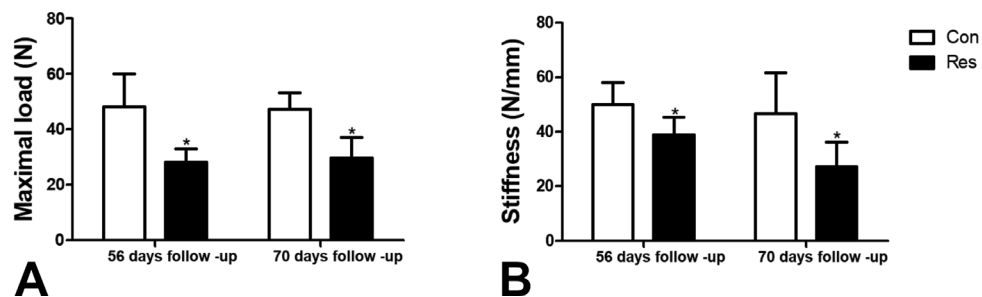 Maximal load (N)
80
60
40
20
0
*
*
56 days follow -up
70 days follow -up
A
Stiffness (N/mm)
80
60
40
20
0
*
*
56 days follow -up
70 days follow -up
B
Con
Res